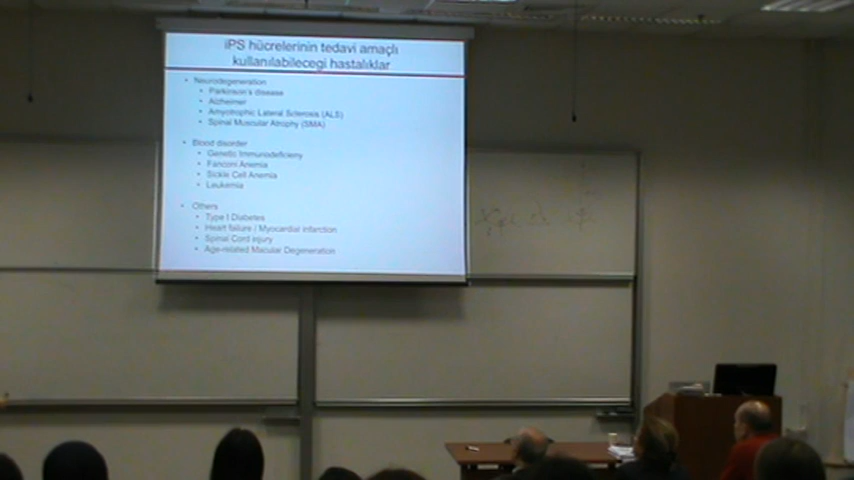 iPS hücrelerinin tedavi amaçlı
kullanılabilecegi hastalıklar
• Neurodegeneration
• Parkinson's disease
• Alzheimer
• Amyotrophic Lateral Sclerosis (ALS)
• Spinal Muscular Atrophy (SMA)
• Blood disorder
• Genetic Immunodeficieny
• Fanconi Anemia
• Sickle Cell Anemia
• Leukemia
• Others
• Type I Diabetes
• Heart failure / Myocardial infarction
• Spinal Cord injury
• Age-related Macular Degeneration